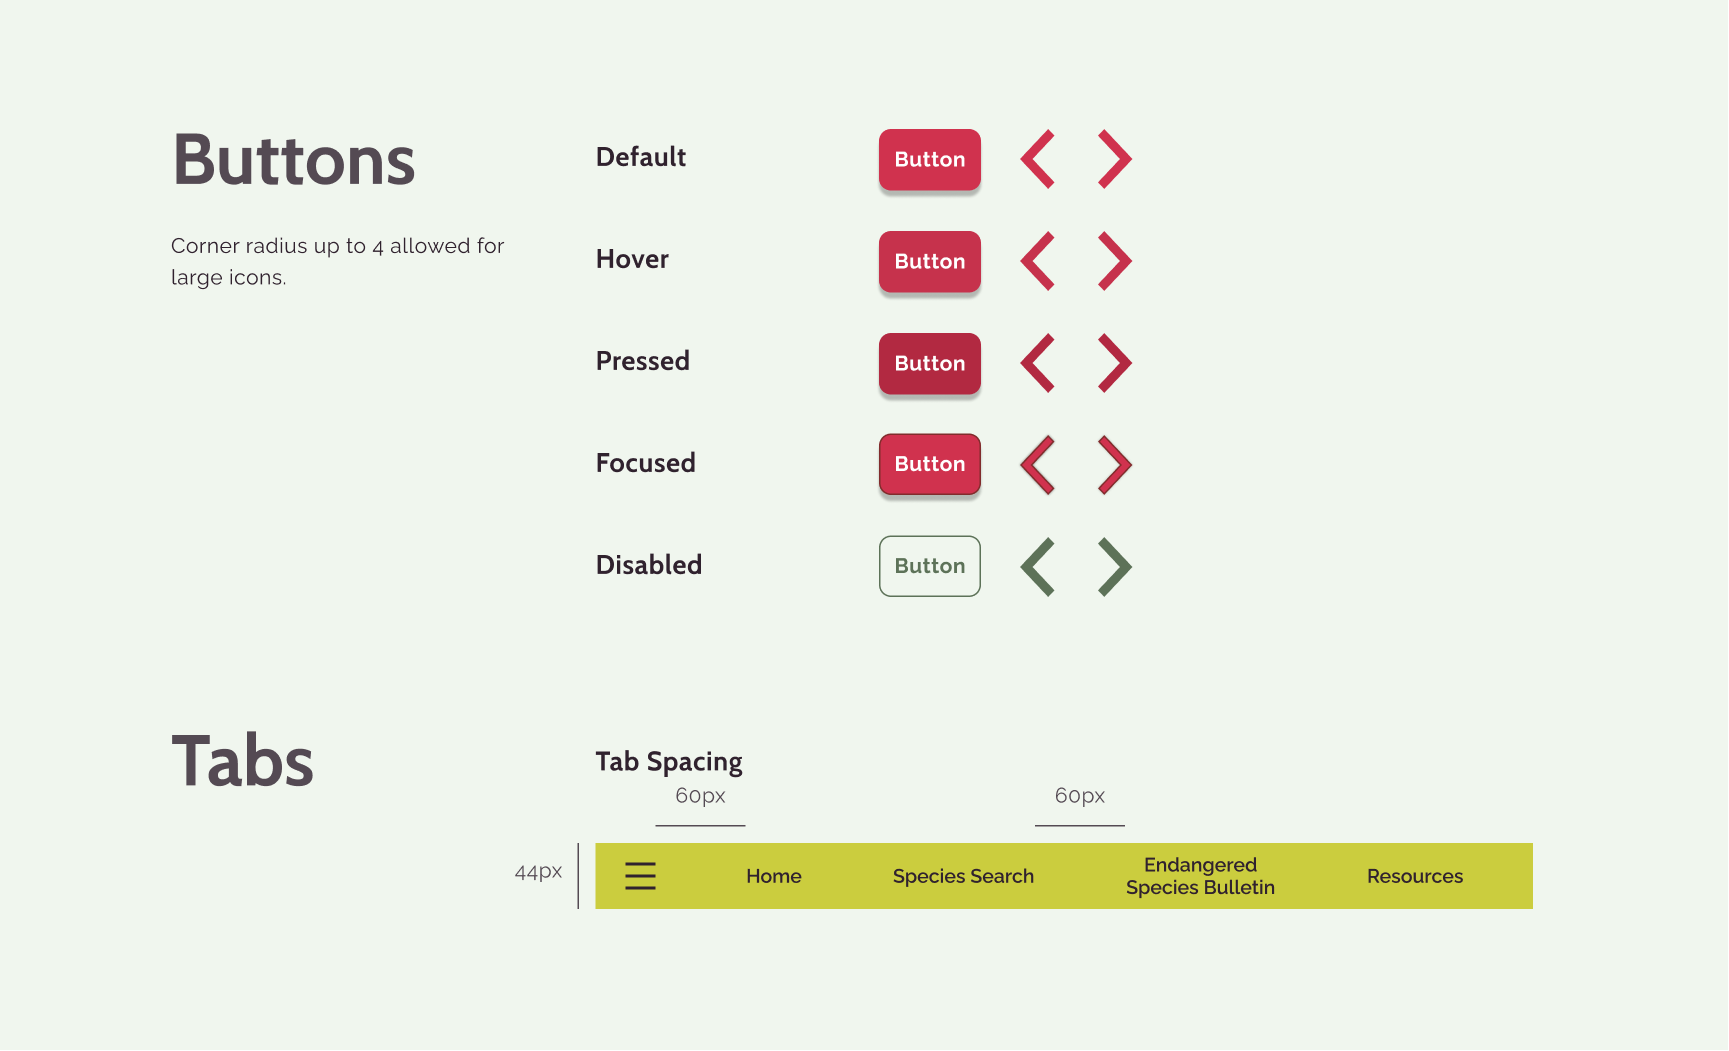 Buttons
Corner radius up to 4 allowed for
large icons.
Default
Button
Hover
Button
Pressed
Button
Focused
Button
Disabled
Button
Tabs
Tab Spacing
60px
60px
44px
Home
Species Search
Endangered
Species Bulletin
Resources